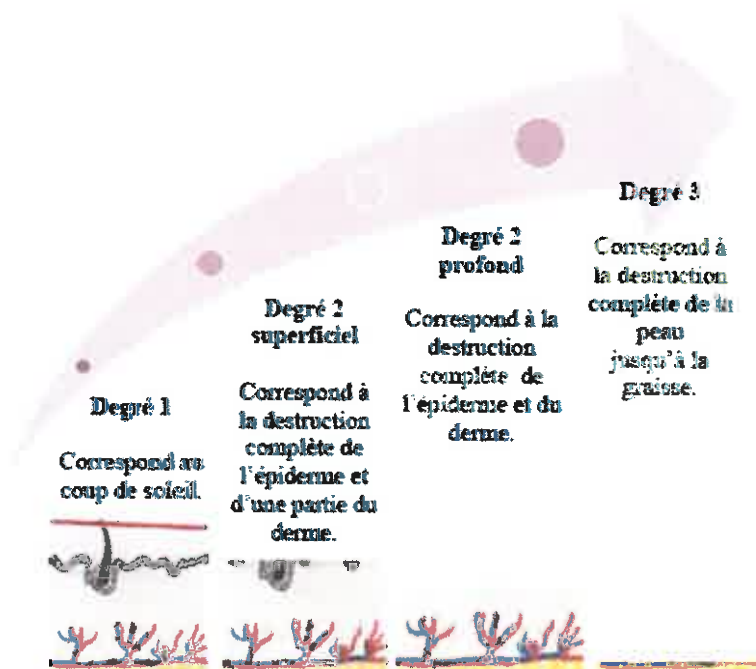 Degré 1
Correspond au
coup de soleil.
Degré 2
superficiel
Correspond à
la destruction
complète de
l'épiderme et
d'une partie du
derme.
Degré 2
profond
Correspond à la
destruction
complète de
l'épiderme et du
derme.
Degré 3
Correspond à
la destruction
complète de la
peau
jusqu'à la
graisse.